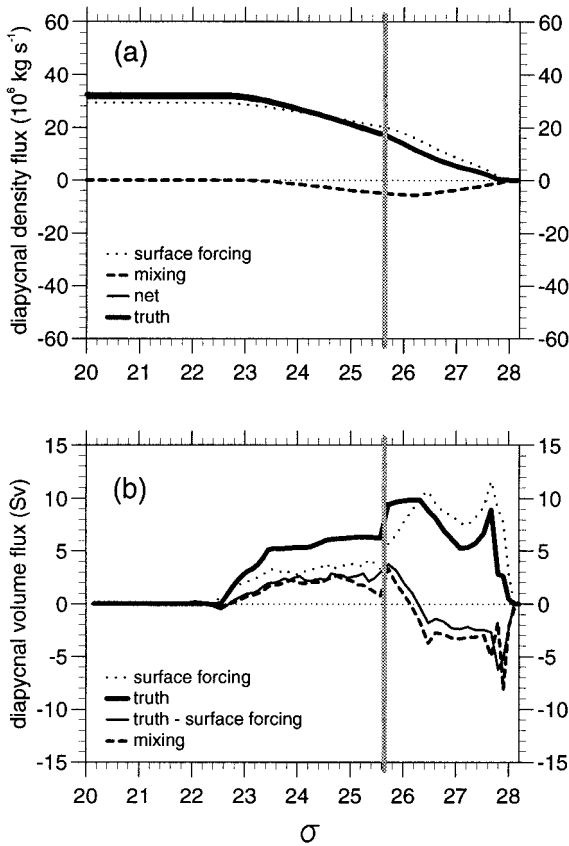 60 60
(a)
40 40
20 20
0 0
-20 -20
-40 -40
-60 -60
diapycnal density flux (10⁶ kg s⁻¹)
surface forcing
mixing
net
truth
20 21 22 23 24 25 26 27 28
15 15
(b)
10 10
5 5
0 0
-5 -5
-10 -10
-15 -15
diapycnal volume flux (Sv)
surface forcing
truth
truth - surface forcing
mixing
20 21 22 23 24 25 26 27 28
σ